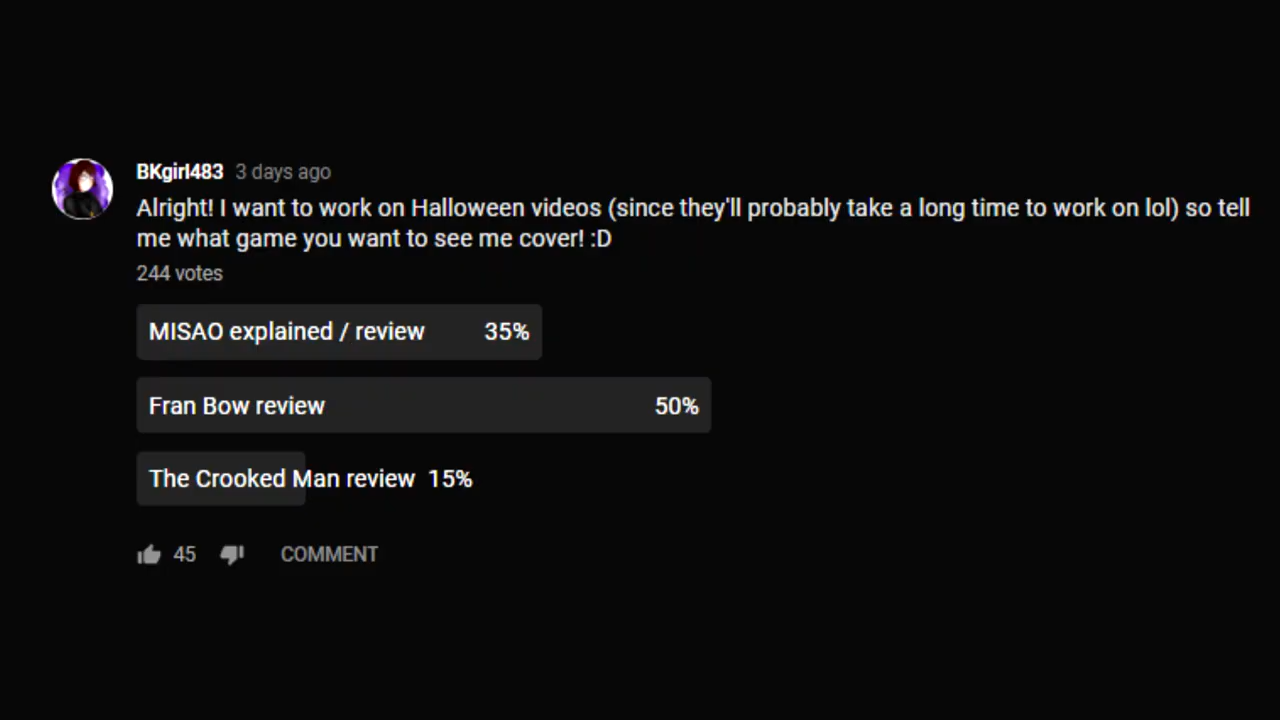 BKgirl483 3 days ago
Alright! I want to work on Halloween videos (since they'll probably take a long time to work on lol) so tell
me what game you want to see me cover! :D
244 votes
MISAO explained / review 35%
Fran Bow review 50%
The Crooked Man review 15%
45 COMMENT